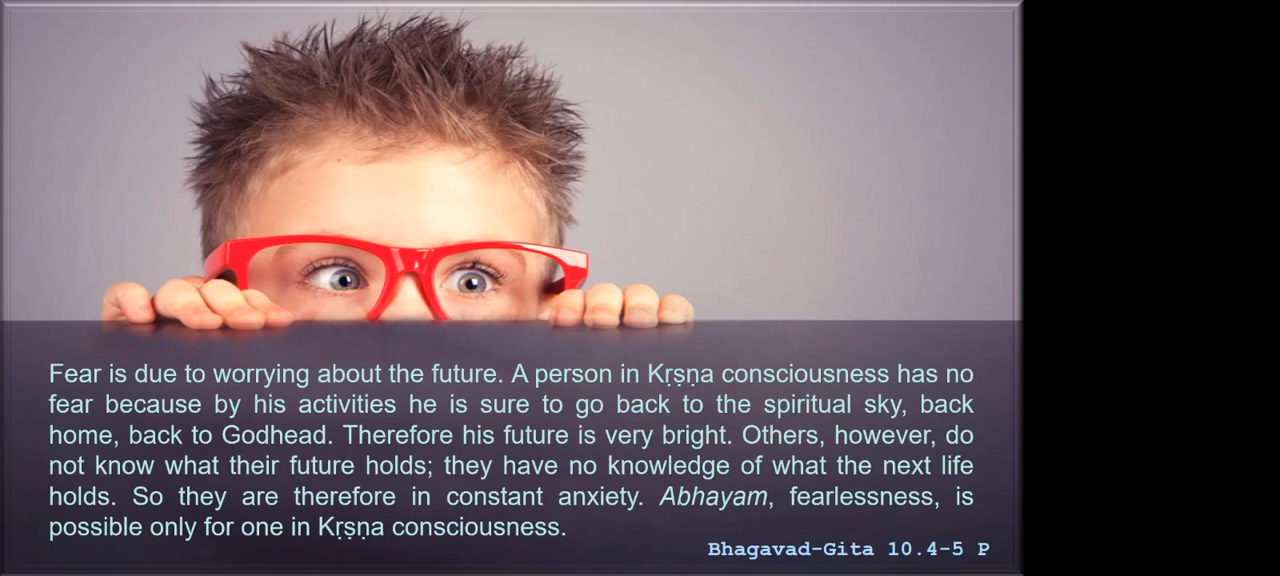 Fear is due to worrying about the future. A person in Kṛṣṇa consciousness has no
fear because by his activities he is sure to go back to the spiritual sky, back
home, back to Godhead. Therefore his future is very bright. Others, however, do
not know what their future holds; they have no knowledge of what the next life
holds. So they are therefore in constant anxiety. Abhayam, fearlessness, is
possible only for one in Kṛṣṇa consciousness.
Bhagavad-Gita 10.4-5 P